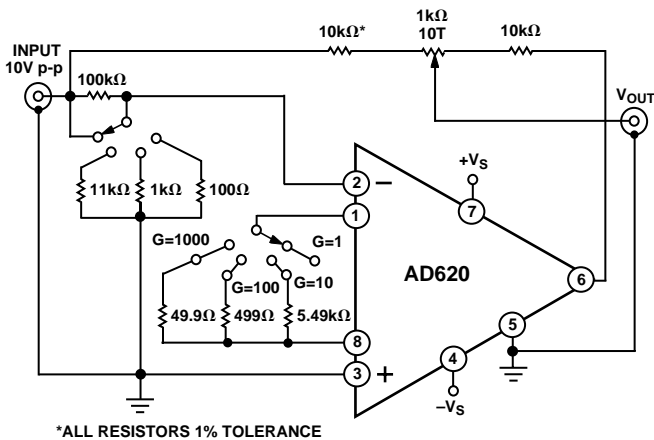 10kΩ*
1kΩ
10T
10kΩ
INPUT
10V p-p
100kΩ
VOUT
11kΩ
1kΩ
100Ω
+VS
2
−
1
7
G=1000
G=1
G=100
G=10
AD620
6
49.9Ω
499Ω
5.49kΩ
5
8
4
3
+
−VS
*ALL RESISTORS 1% TOLERANCE